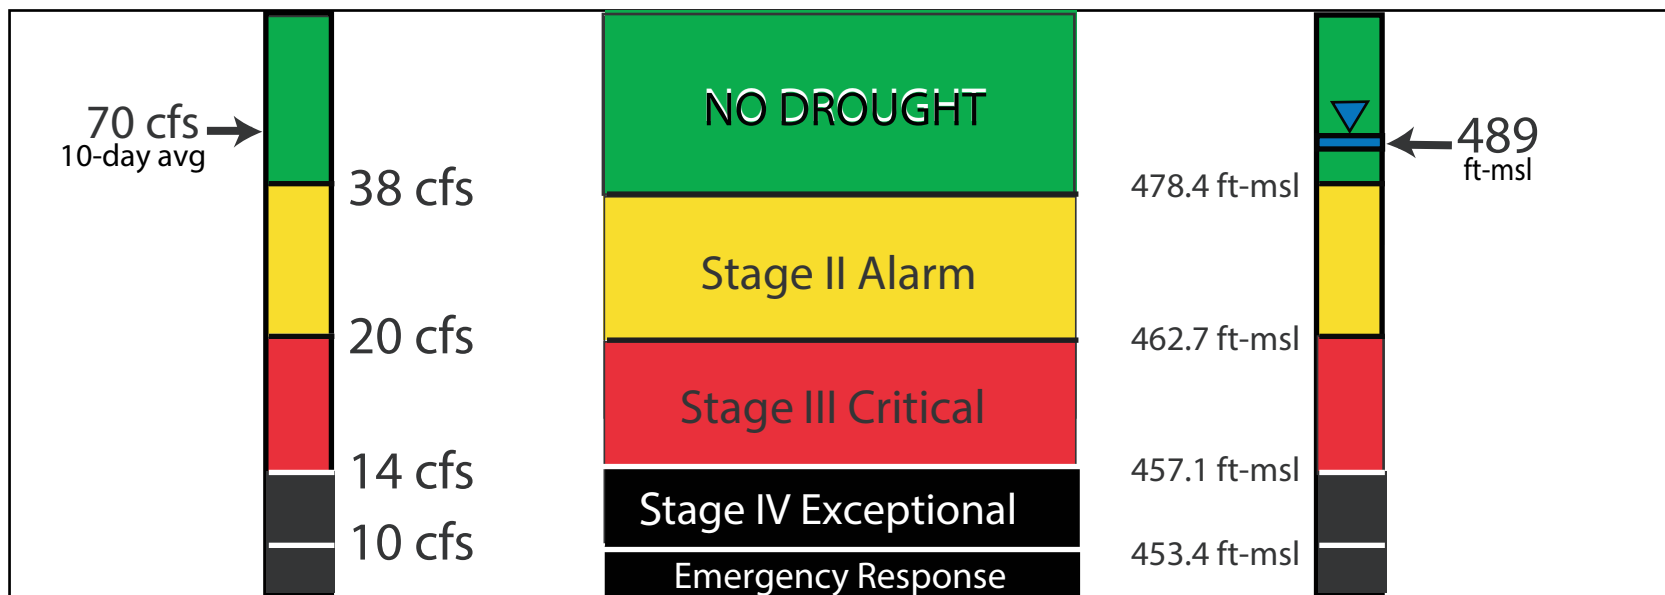 70 cfs
10-day avg
38 cfs
20 cfs
14 cfs
10 cfs
NO DROUGHT
Stage II Alarm
Stage III Critical
Stage IV Exceptional
Emergency Response
478.4 ft-msl
462.7 ft-msl
457.1 ft-msl
453.4 ft-msl
489
ft-msl